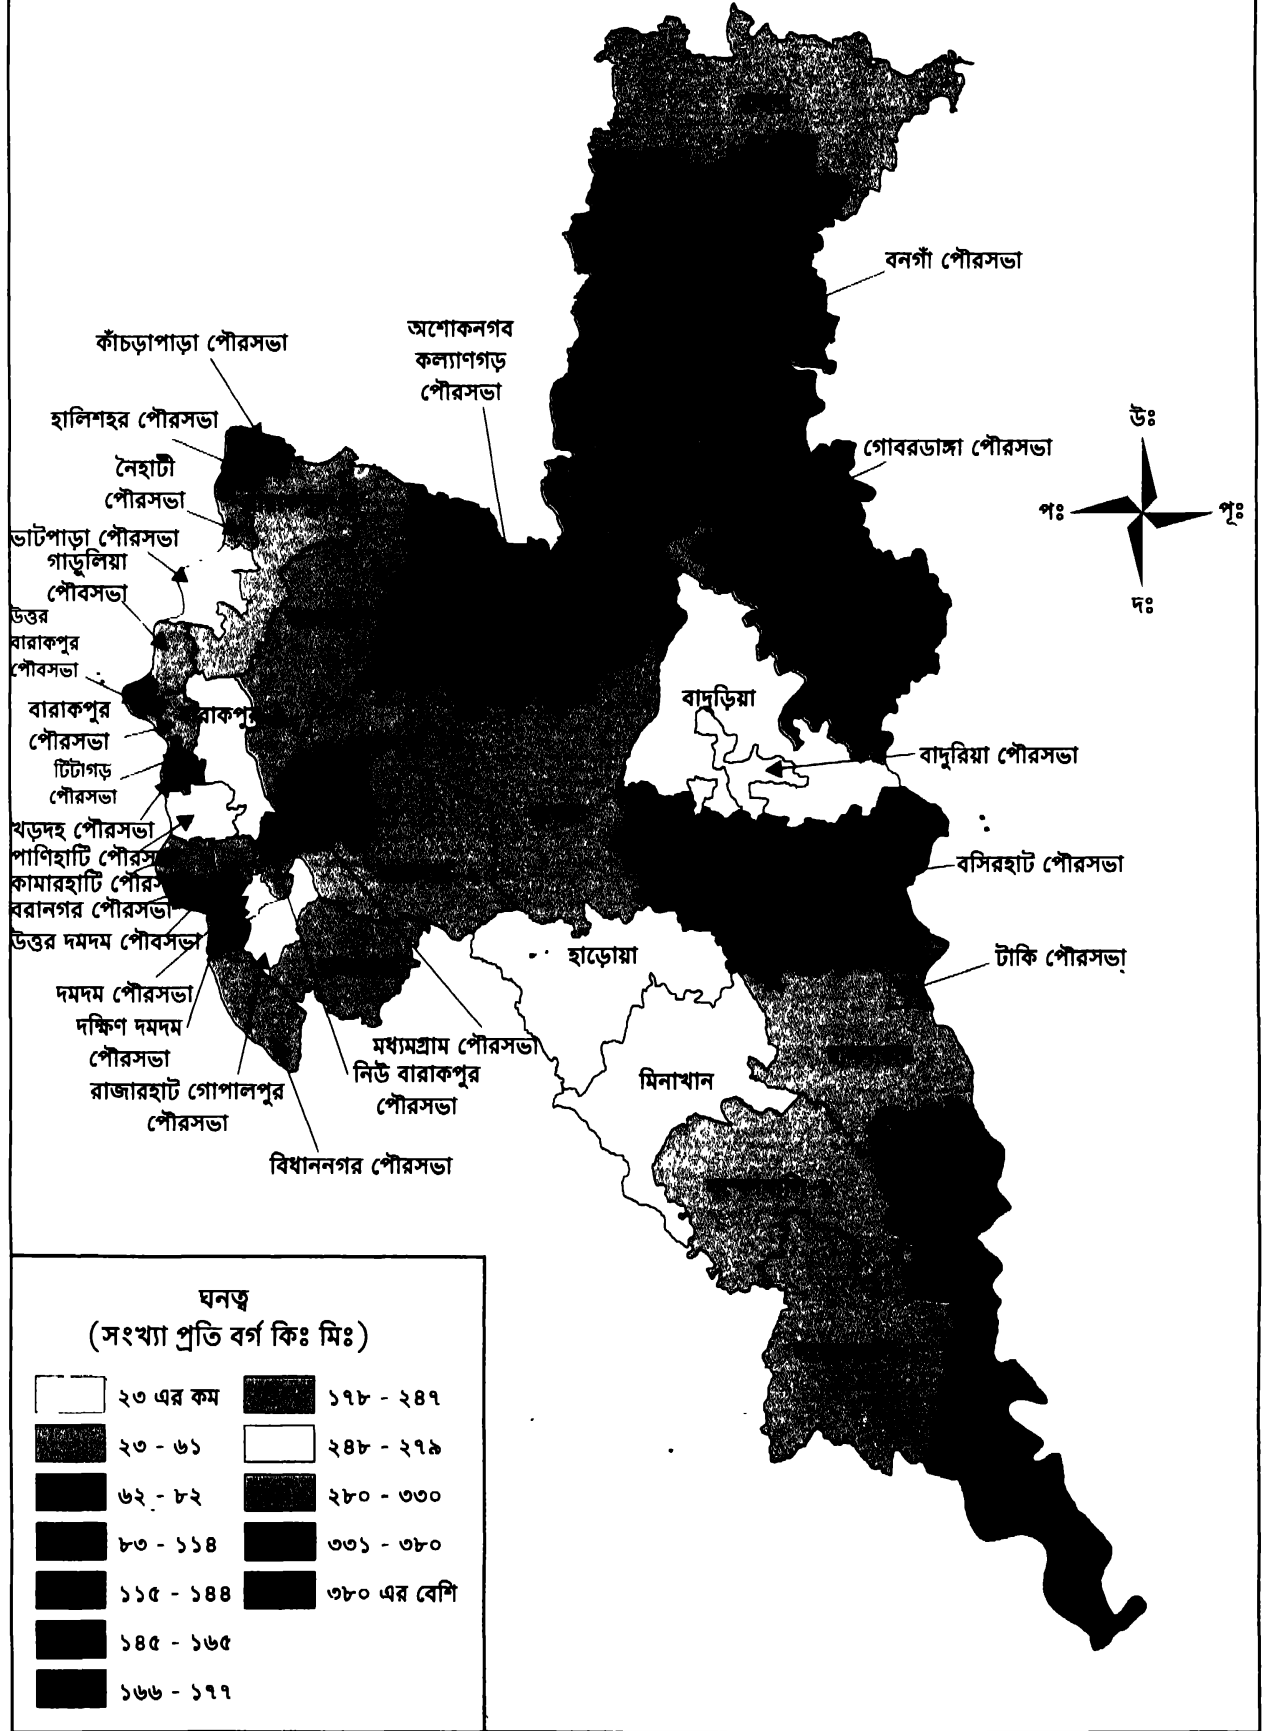 বনগাঁ পৌরসভা
কাঁচড়াপাড়া পৌরসভা
অশোকনগব
কল্যাণগড়
পৌরসভা
হালিশহর পৌরসভা
নৈহাটী
পৌরসভা
গোবরডাঙ্গা পৌরসভা
উঃ
পঃ
পূঃ
দঃ
ভাটপাড়া পৌরসভা
গাড়ুলিয়া
পৌবসভা
উত্তর
বারাকপুর
পৌবসভা
বারাকপুর
পৌরসভা
টিটাগড়
পৌরসভা
খড়দহ পৌরসভা
পাণিহাটি
কামারহাটি
বরানগর পৌরসভা
উত্তর দমদম পৌবসভা
দমদম পৌরসভা
দক্ষিণ দমদম
পৌরসভা
রাজারহাট গোপালপুর
পৌরসভা
বিধাননগর পৌরসভা
নিউ বারাকপুর
পৌরসভা
মধ্যমগ্রাম পৌরসভা
বাদুড়িয়া
বাদুরিয়া পৌরসভা
বসিরহাট পৌরসভা
টাকি পৌরসভা
হাড়োয়া
মিনাখান
ঘনত্ব
(সংখ্যা প্রতি বর্গ কিঃ মিঃ)
২৩ এর কম
২৩ - ৬১
৬২ - ৮২
৮৩ - ১১৪
১১৫ - ১৪৪
১৪৫ - ১৬৫
১৬৬ - ১৭৭
১৭৮ - ২৪৭
২৪৮ - ২৭৯
২৮০ - ৩৩০
৩৩১ - ৩৮০
৩৮০ এর বেশি